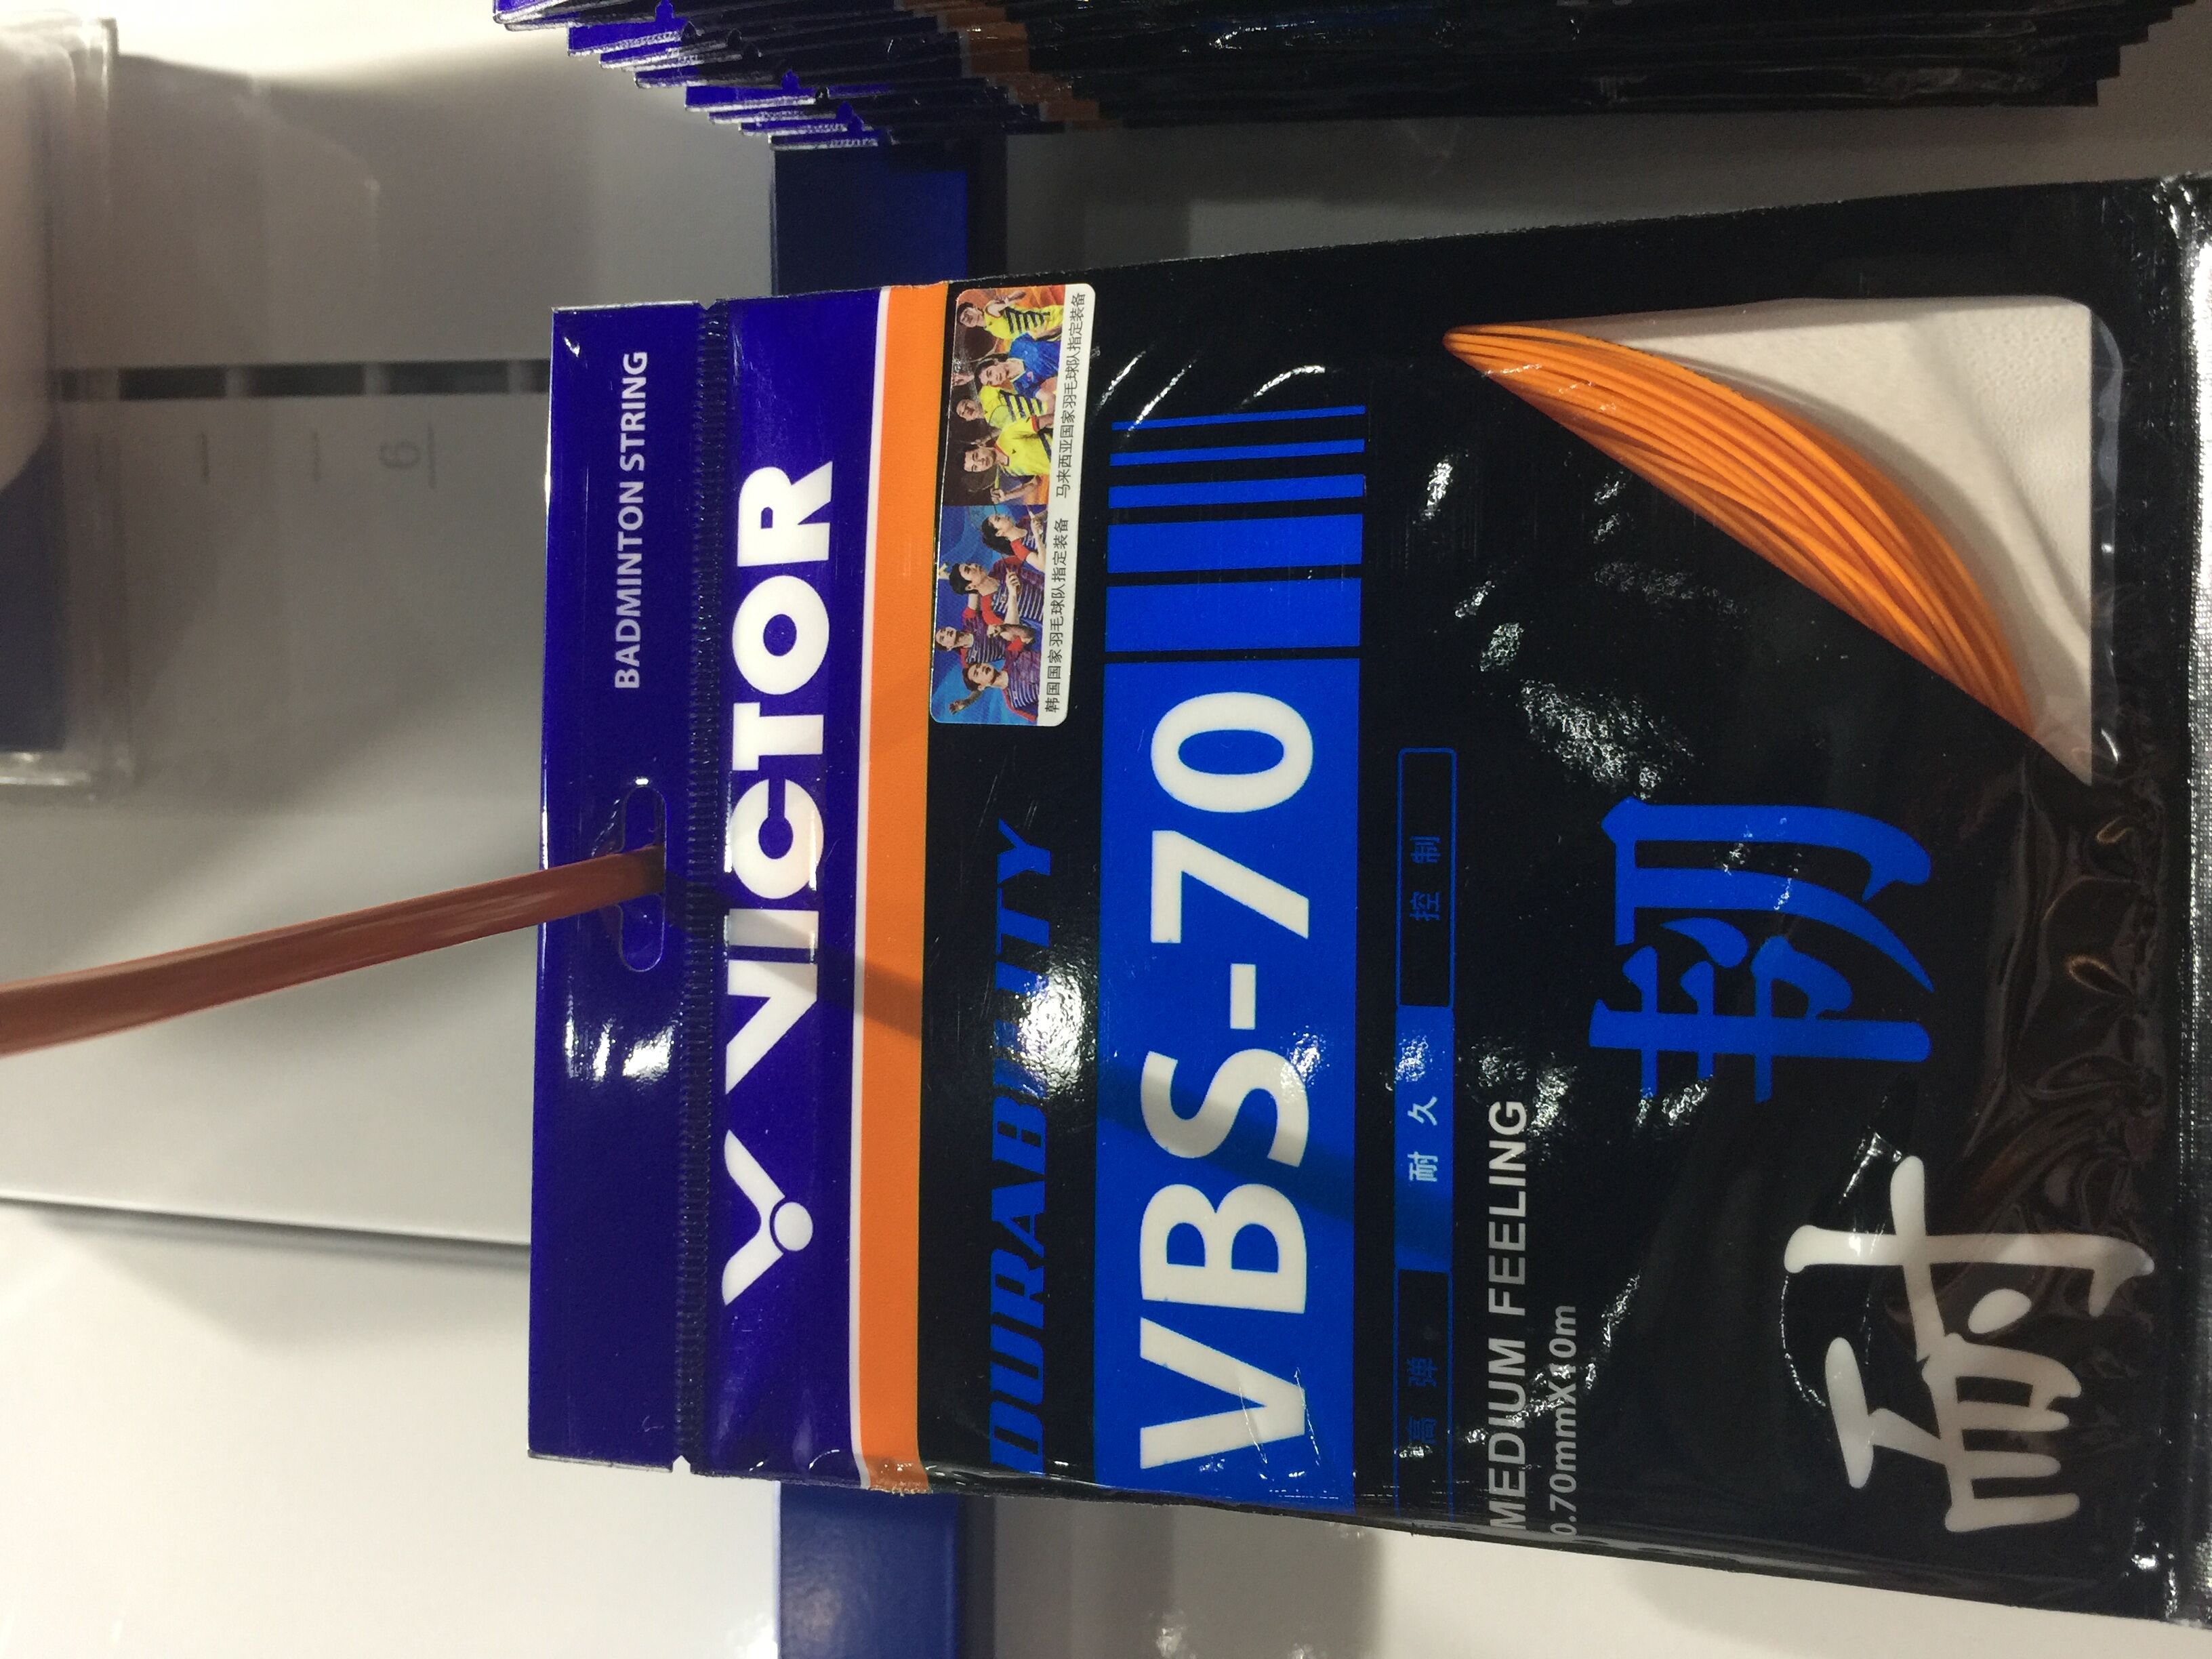 BADMINTON STRING
VICTOR
韩国国家羽毛球队指定装备 马来西亚国家羽毛球队指定装备
DURABILITY
VBS-70
高弹 耐久 控制
MEDIUM FEELING
0.70mmX10m
耐韧
6